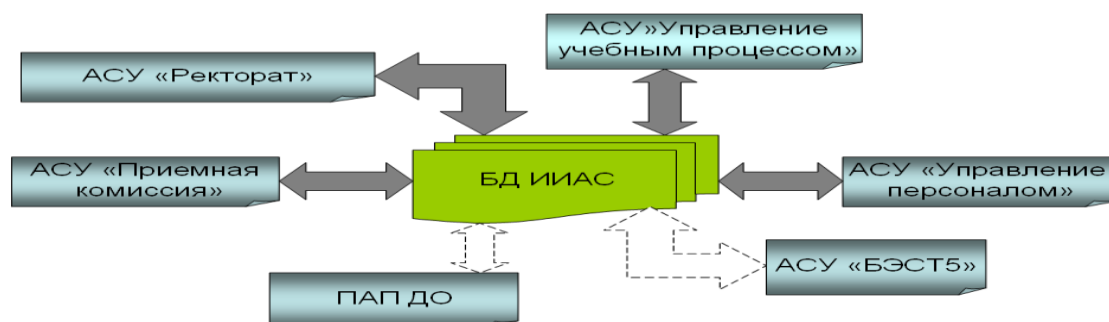 АСУ»Управление
учебным процессом»
АСУ «Ректорат»
АСУ «Приемная
комиссия»
БД ИИАС
АСУ «Управление
персоналом»
АСУ «БЭСТ5»
ПАП ДО